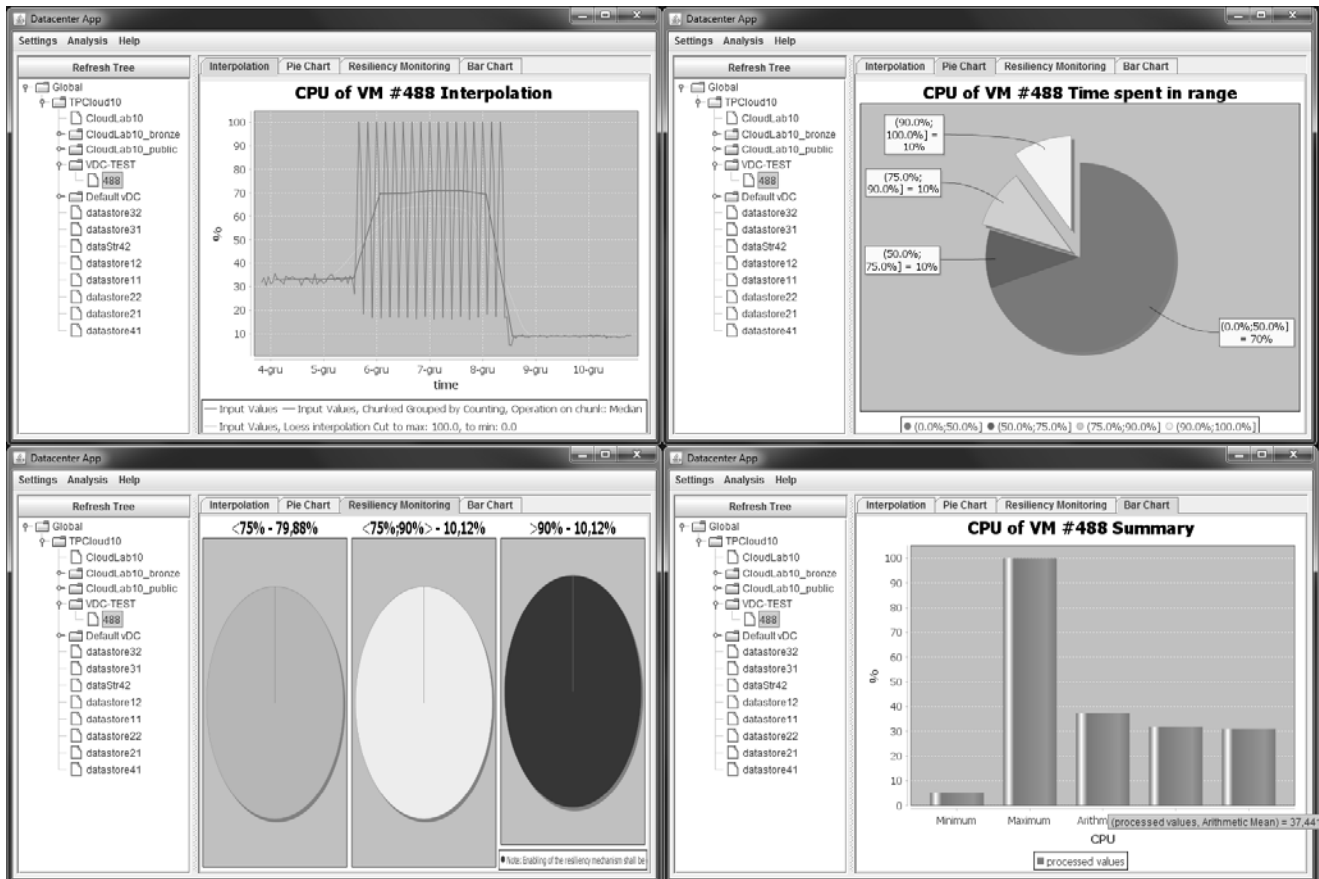 Datacenter App
Settings Analysis Help
Refresh Tree
Global
TPCloud10
CloudLab10
CloudLab10_bronze
CloudLab10_public
VDC-TEST
488
Default vDC
datastore32
datastore31
dataStr42
datastore12
datastore11
datastore22
datastore21
datastore41
Interpolation Pie Chart Resiliency Monitoring Bar Chart
CPU of VM #488 Interpolation
100
90
80
70
60
50
40
30
20
10
%
4-gru 5-gru 6-gru 7-gru 8-gru 9-gru 10-gru
time
Input Values Input Values, Chunked Grouped by Counting, Operation on chunk: Median
Input Values, Loess interpolation Cut to max: 100.0, to min: 0.0
Datacenter App
Settings Analysis Help
Refresh Tree
Global
TPCloud10
CloudLab10
CloudLab10_bronze
CloudLab10_public
VDC-TEST
488
Default vDC
datastore32
datastore31
dataStr42
datastore12
datastore11
datastore22
datastore21
datastore41
Interpolation Pie Chart Resiliency Monitoring Bar Chart
CPU of VM #488 Time spent in range
(90.0%;
100.0%] =
10%
(75.0%;
90.0%] = 10%
(50.0%;
75.0%] = 10%
(0.0%;50.0%]
= 70%
(0.0%;50.0%] (50.0%;75.0%] (75.0%;90.0%] (90.0%;100.0%]
Datacenter App
Settings Analysis Help
Refresh Tree
Global
TPCloud10
CloudLab10
CloudLab10_bronze
CloudLab10_public
VDC-TEST
488
Default vDC
datastore32
datastore31
dataStr42
datastore12
datastore11
datastore22
datastore21
datastore41
Interpolation Pie Chart Resiliency Monitoring Bar Chart
<75% - 79,88% <75%;90%> - 10,12% >90% - 10,12%
Note: Enabling of the resiliency mechanism shall be
Datacenter App
Settings Analysis Help
Refresh Tree
Global
TPCloud10
CloudLab10
CloudLab10_bronze
CloudLab10_public
VDC-TEST
488
Default vDC
datastore32
datastore31
dataStr42
datastore12
datastore11
datastore22
datastore21
datastore41
Interpolation Pie Chart Resiliency Monitoring Bar Chart
CPU of VM #488 Summary
100
90
80
70
60
50
40
30
20
10
0
%
Minimum Maximum Arithm (processed values, Arithmetic Mean) = 37,441
CPU
processed values